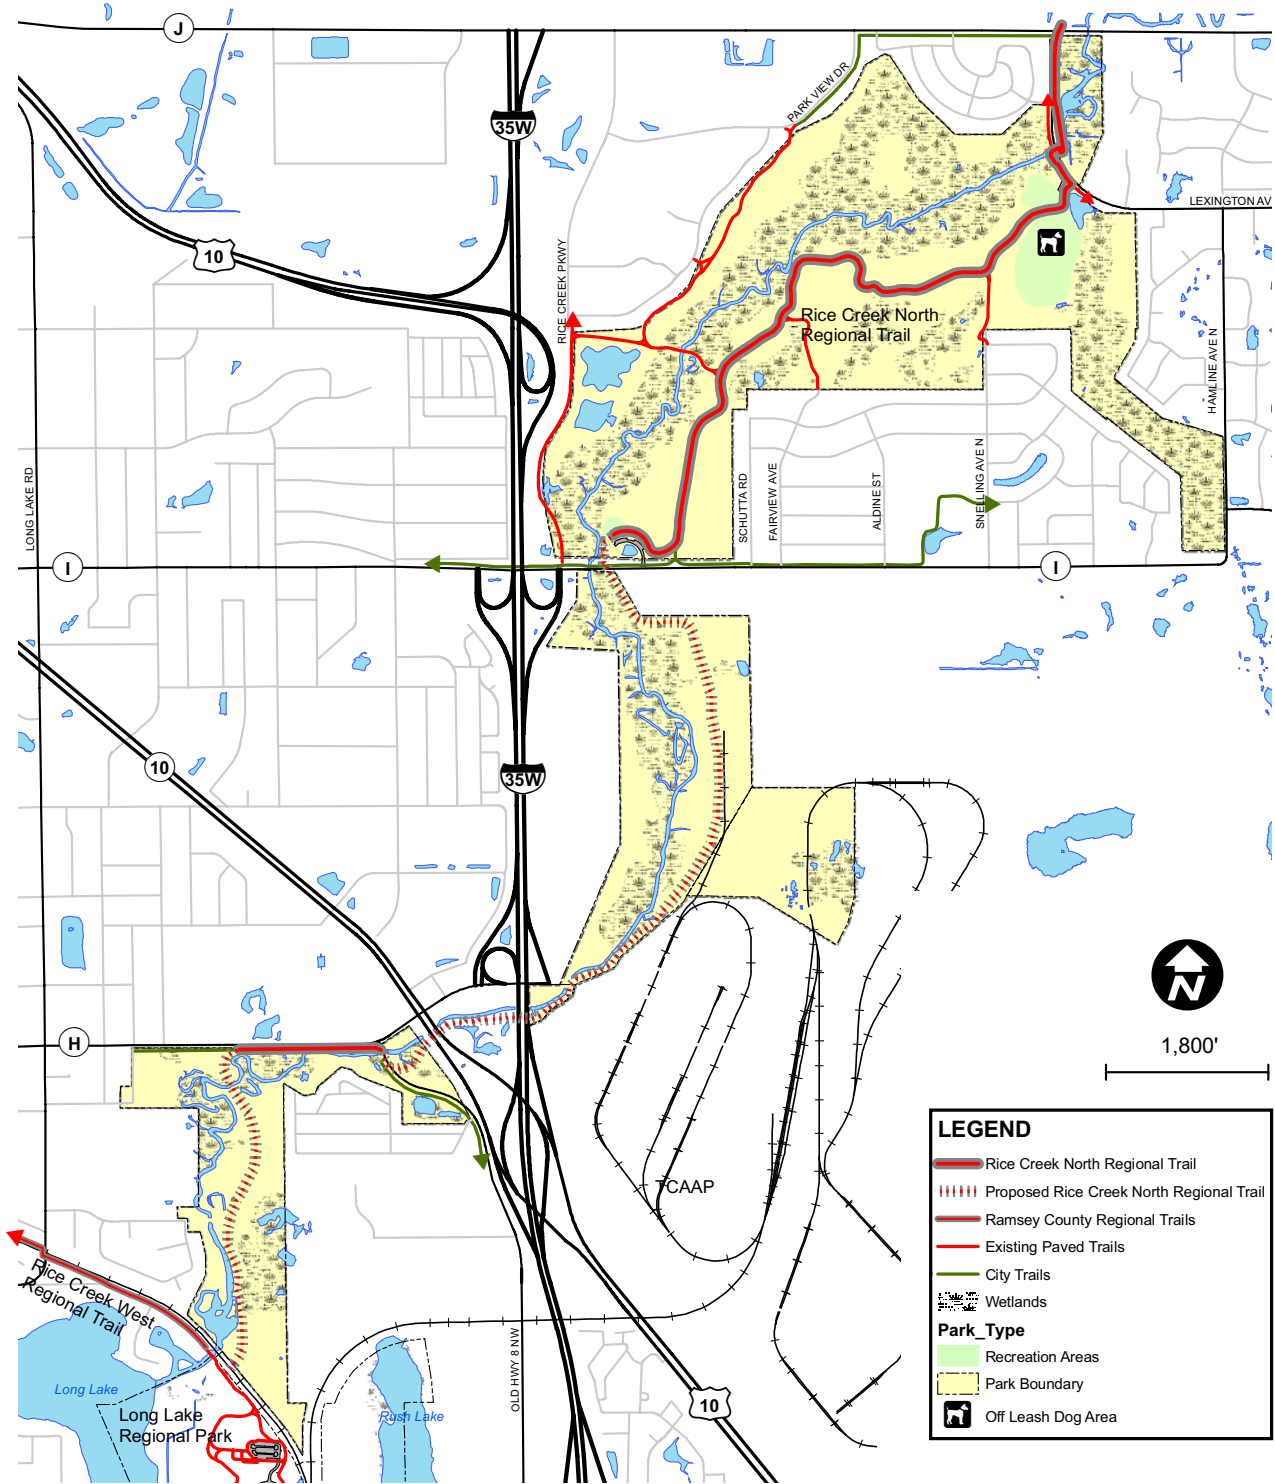 J
PARK VIEW DR
35W
LEXINGTON AV
10
RICE CREEK PKWY
Rice Creek North
Regional Trail
HAMLINE AVE N
LONG LAKE RD
SCHUTTA RD
FAIRVIEW AVE
ALDINE ST
SNELLING AVE N
I
I
10
35W
N
1,800'
H
TCAAP
LEGEND
Rice Creek North Regional Trail
Proposed Rice Creek North Regional Trail
Ramsey County Regional Trails
Existing Paved Trails
City Trails
Wetlands
Park_Type
Recreation Areas
Park Boundary
Off Leash Dog Area
Rice Creek West
Regional Trail
OLD HWY 8 NW
Long Lake
Rush Lake
10
Long Lake
Regional Park